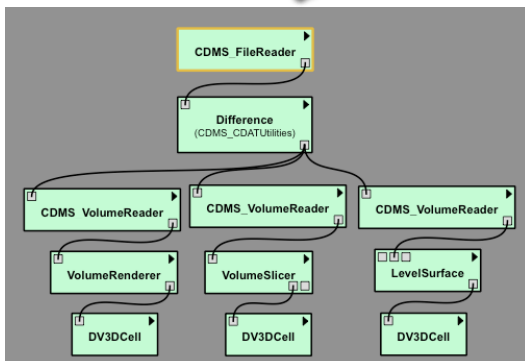 CDMS_FileReader
Difference
(CDMS_CDATUtilities)
CDMS_VolumeReader
CDMS_VolumeReader
CDMS_VolumeReader
VolumeRenderer
VolumeSlicer
LevelSurface
DV3DCell
DV3DCell
DV3DCell